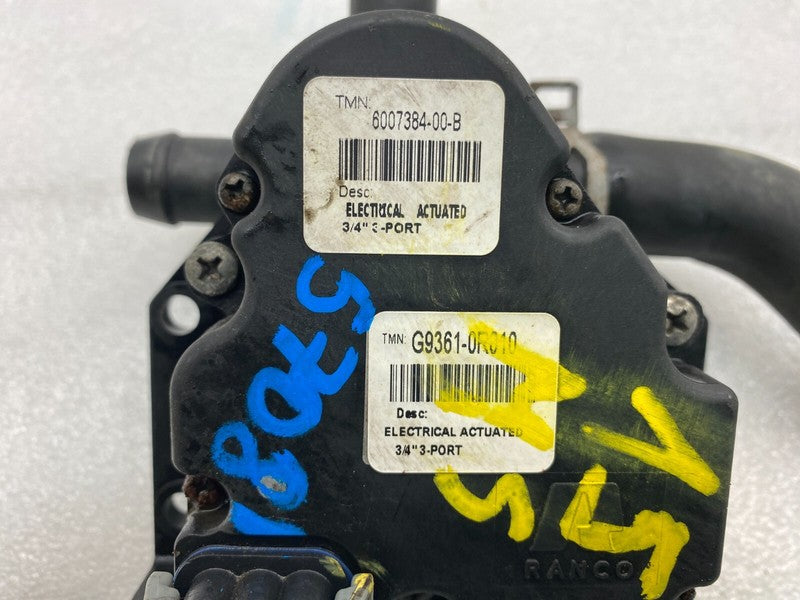 TMN:
6007384-00-B
Desc:
ELECTRICAL ACTUATED
3/4" 3-PORT
TMN: G9361-0R010
Desc:
ELECTRICAL ACTUATED
3/4" 3-PORT
57081
RANCO